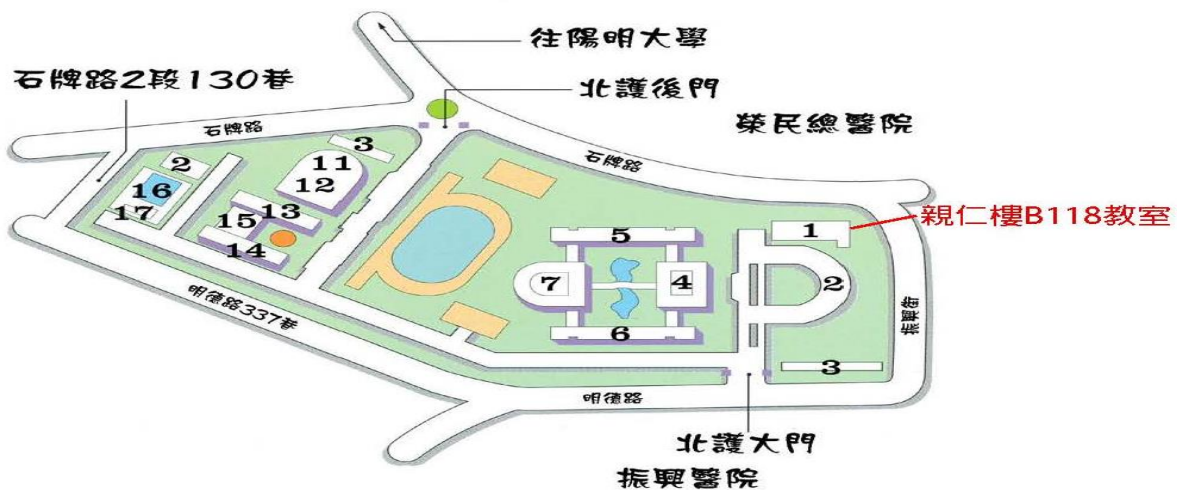 往陽明大學
石牌路2段130巷
北護後門
榮民總醫院
石牌路
石牌路
3
2
11
12
16
17
13
15
14
1
親仁樓B118教室
5
7
4
2
6
3
明德路337巷
振興街
明德路
北護大門
振興醫院